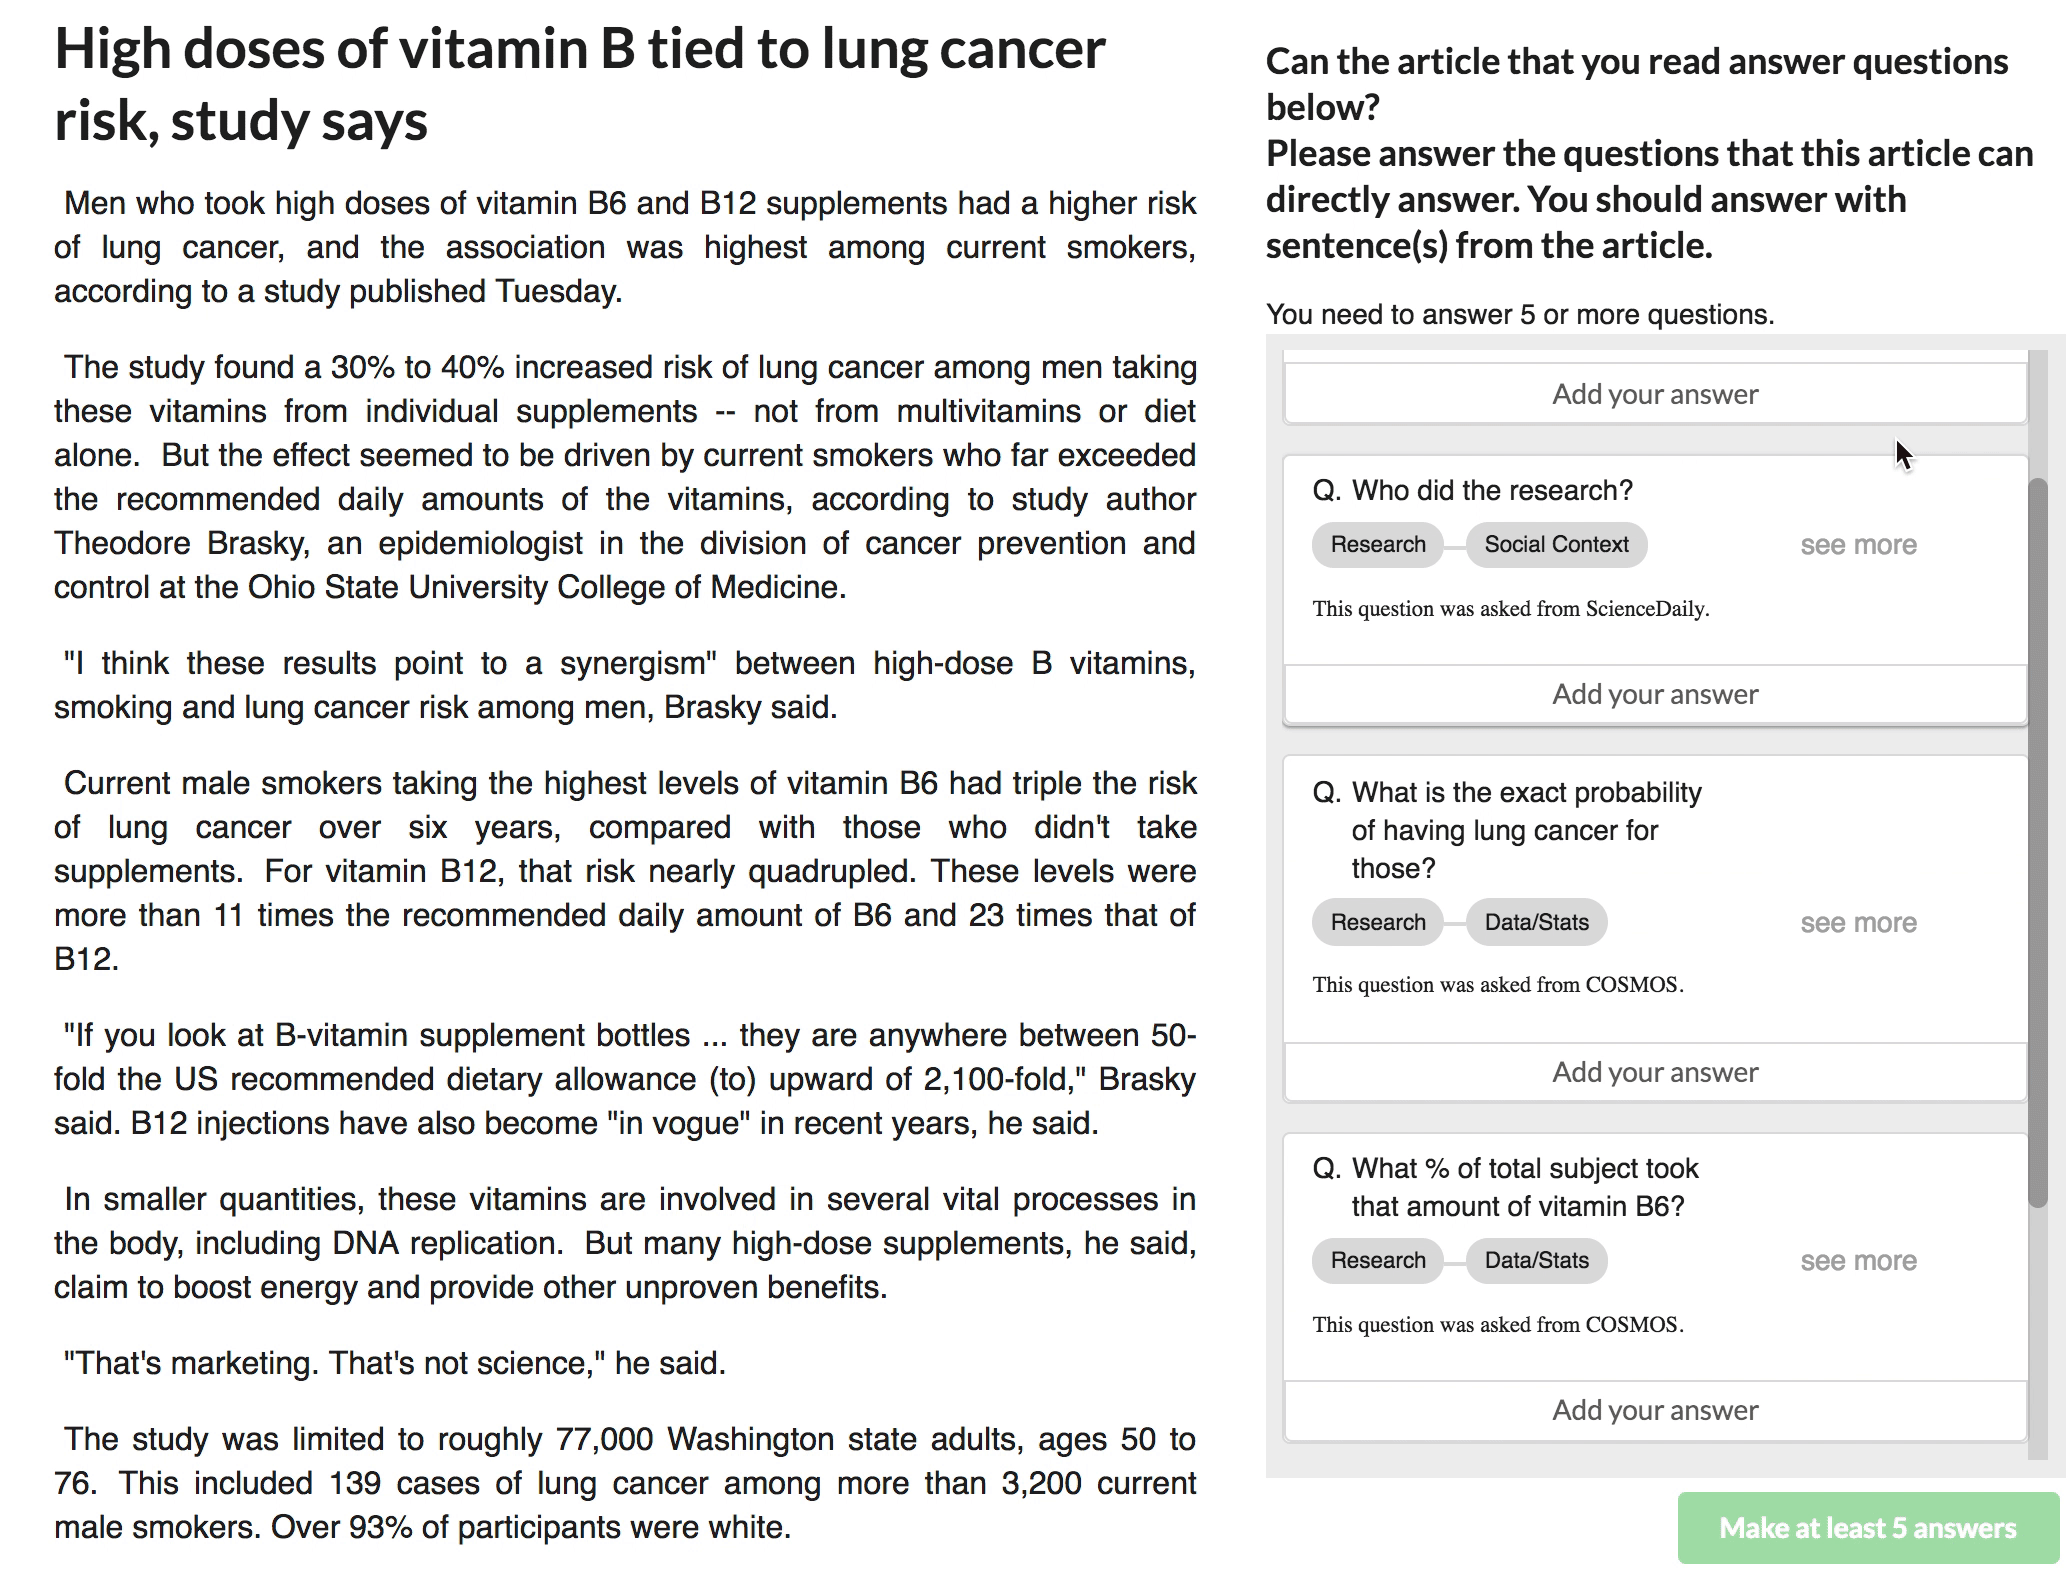 High doses of vitamin B tied to lung cancer
risk, study says
Men who took high doses of vitamin B6 and B12 supplements had a higher risk
of lung cancer, and the association was highest among current smokers,
according to a study published Tuesday.
The study found a 30% to 40% increased risk of lung cancer among men taking
these vitamins from individual supplements -- not from multivitamins or diet
alone. But the effect seemed to be driven by current smokers who far exceeded
the recommended daily amounts of the vitamins, according to study author
Theodore Brasky, an epidemiologist in the division of cancer prevention and
control at the Ohio State University College of Medicine.
"I think these results point to a synergism" between high-dose B vitamins,
smoking and lung cancer risk among men, Brasky said.
Current male smokers taking the highest levels of vitamin B6 had triple the risk
of lung cancer over six years, compared with those who didn't take
supplements. For vitamin B12, that risk nearly quadrupled. These levels were
more than 11 times the recommended daily amount of B6 and 23 times that of
B12.
"If you look at B-vitamin supplement bottles ... they are anywhere between 50-
fold the US recommended dietary allowance (to) upward of 2,100-fold," Brasky
said. B12 injections have also become "in vogue" in recent years, he said.
In smaller quantities, these vitamins are involved in several vital processes in
the body, including DNA replication. But many high-dose supplements, he said,
claim to boost energy and provide other unproven benefits.
"That's marketing. That's not science," he said.
The study was limited to roughly 77,000 Washington state adults, ages 50 to
76. This included 139 cases of lung cancer among more than 3,200 current
male smokers. Over 93% of participants were white.
Can the article that you read answer questions
below?
Please answer the questions that this article can
directly answer. You should answer with
sentence(s) from the article.
You need to answer 5 or more questions.
Add your answer
Q. Who did the research?
Research Social Context see more
This question was asked from ScienceDaily.
Add your answer
Q. What is the exact probability
of having lung cancer for
those?
Research Data/Stats see more
This question was asked from COSMOS.
Add your answer
Q. What % of total subject took
that amount of vitamin B6?
Research Data/Stats see more
This question was asked from COSMOS.
Add your answer
Make at least 5 answers